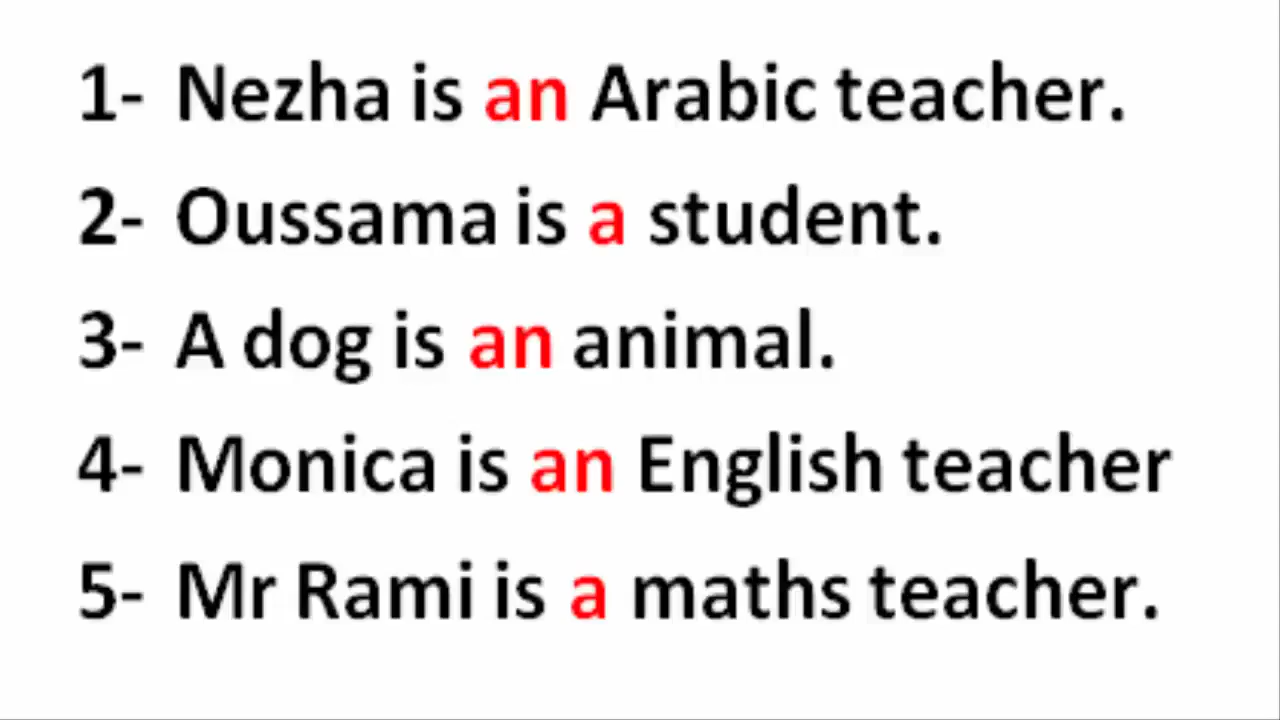 1- Nezha is an Arabic teacher.
2- Oussama is a student.
3- A dog is an animal.
4- Monica is an English teacher
5- Mr Rami is a maths teacher.